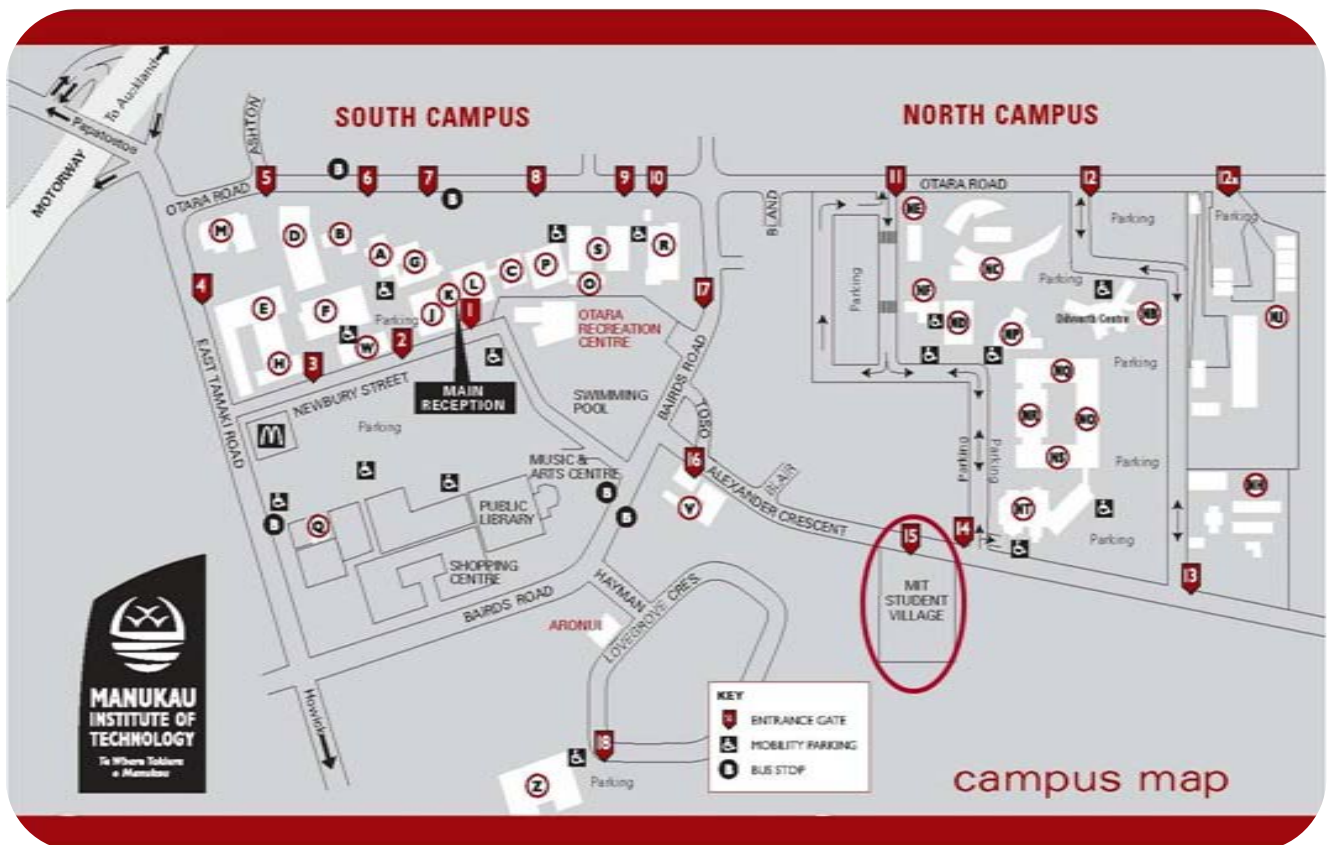 SOUTH CAMPUS
NORTH CAMPUS
To Auckland
Papatoetoe
MOTORWAY
ASHTON
OTARA ROAD
5
B
6
7
B
8
9
10
11
OTARA ROAD
12
12A
BLAND
Parking
Parking
M
D
B
A
G
C
P
S
R
L
K
J
O
E
F
H
W
Parking
4
3
2
1
17
OTARA
RECREATION
CENTRE
EAST TAMAKI ROAD
NEWBURY STREET
MAIN
RECEPTION
SWIMMING
POOL
BAIRDS ROAD
TOSO
Parking
NE
NC
NF
ND
NP
Parking
Dilworth Centre
NB
NJ
Parking
NQ
NR
NO
NS
Parking
Parking
Parking
NT
NH
Parking
Parking
MUSIC &
ARTS CENTRE
B
B
16
V
ALEXANDER CRESCENT
BLAIR
15
14
13
MIT
STUDENT
VILLAGE
B
Q
PUBLIC
LIBRARY
SHOPPING
CENTRE
BAIRDS ROAD
HAYMAN
LOVEGROVE CRES.
ARONUI
Howick
18
Z
Parking
MANUKAU
INSTITUTE OF
TECHNOLOGY
KEY
ENTRANCE GATE
MOBILITY PARKING
B BUS STOP
campus map